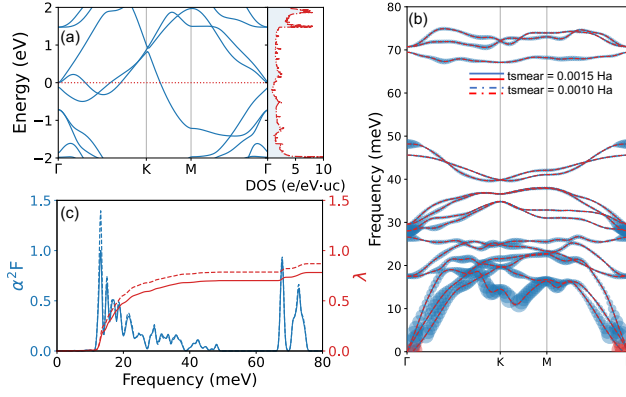 (a)
Energy (eV)
2
1
0
−1
−2
Γ
K
M
Γ
5
10
DOS (e/eV·uc)
(b)
Frequency (meV)
80
70
60
50
40
30
20
10
0
Γ
K
M
Γ
tsmear = 0.0015 Ha
tsmear = 0.0010 Ha
(c)
α²F
1.5
1.0
0.5
0.0
0
20
40
60
80
Frequency (meV)
1.5
1.0
0.5
0.0
λ